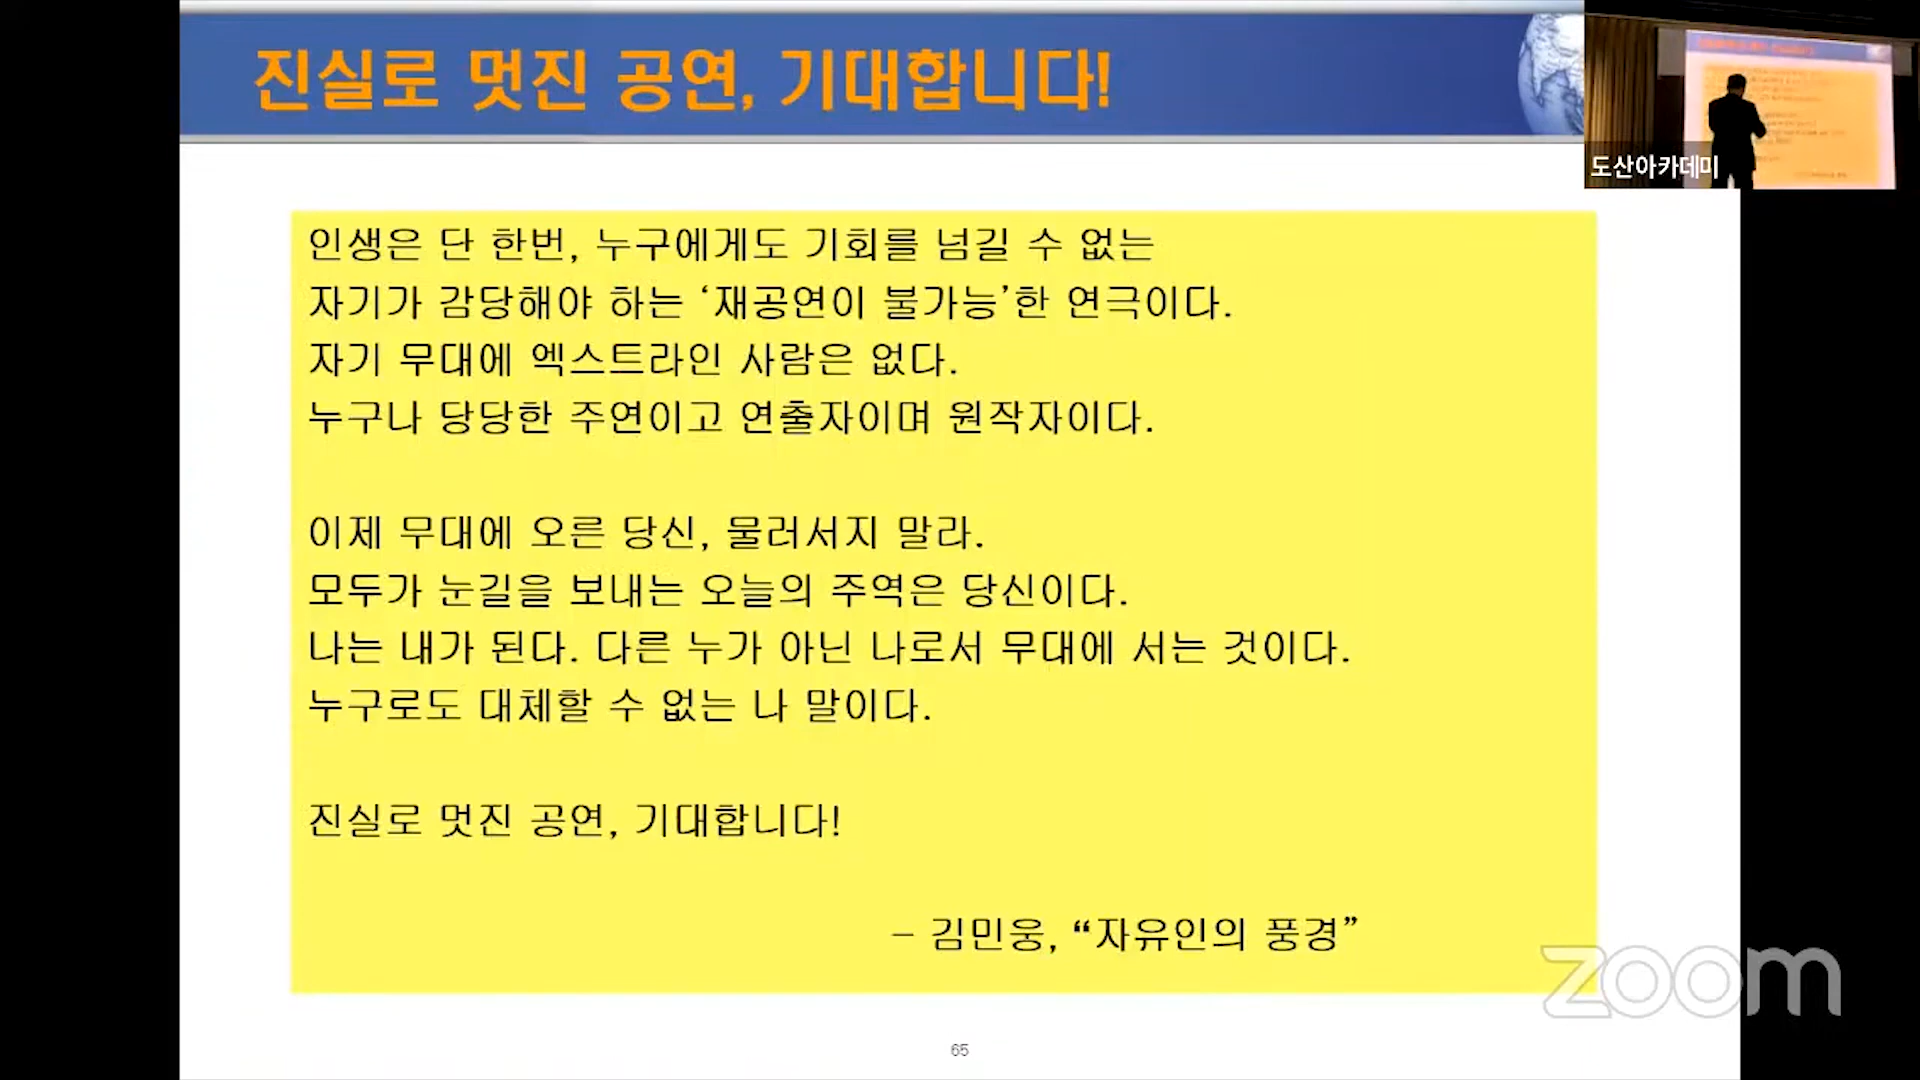 진실로 멋진 공연, 기대합니다!
도산아카데미
인생은 단 한번, 누구에게도 기회를 넘길 수 없는
자기가 감당해야 하는 ‘재공연이 불가능’한 연극이다.
자기 무대에 엑스트라인 사람은 없다.
누구나 당당한 주연이고 연출자이며 원작자이다.
이제 무대에 오른 당신, 물러서지 말라.
모두가 눈길을 보내는 오늘의 주역은 당신이다.
나는 내가 된다. 다른 누가 아닌 나로서 무대에 서는 것이다.
누구로도 대체할 수 없는 나 말이다.
진실로 멋진 공연, 기대합니다!
– 김민웅, “자유인의 풍경”
zoom
65